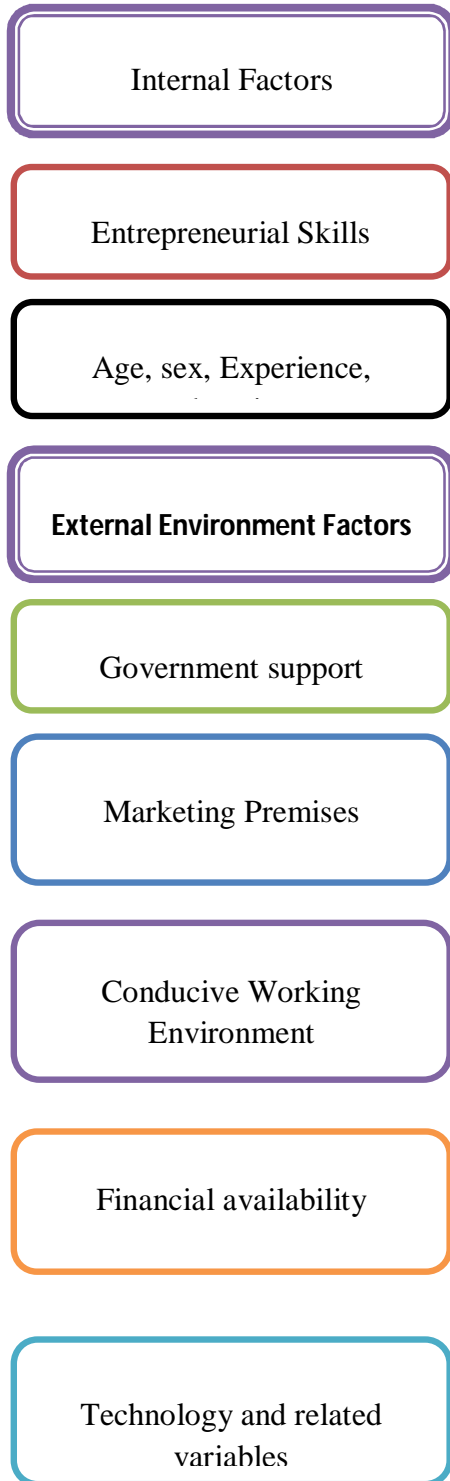 Internal Factors
Entrepreneurial Skills
Age, sex, Experience,
External Environment Factors
Government support
Marketing Premises
Conducive Working
Environment
Financial availability
Technology and related
variables